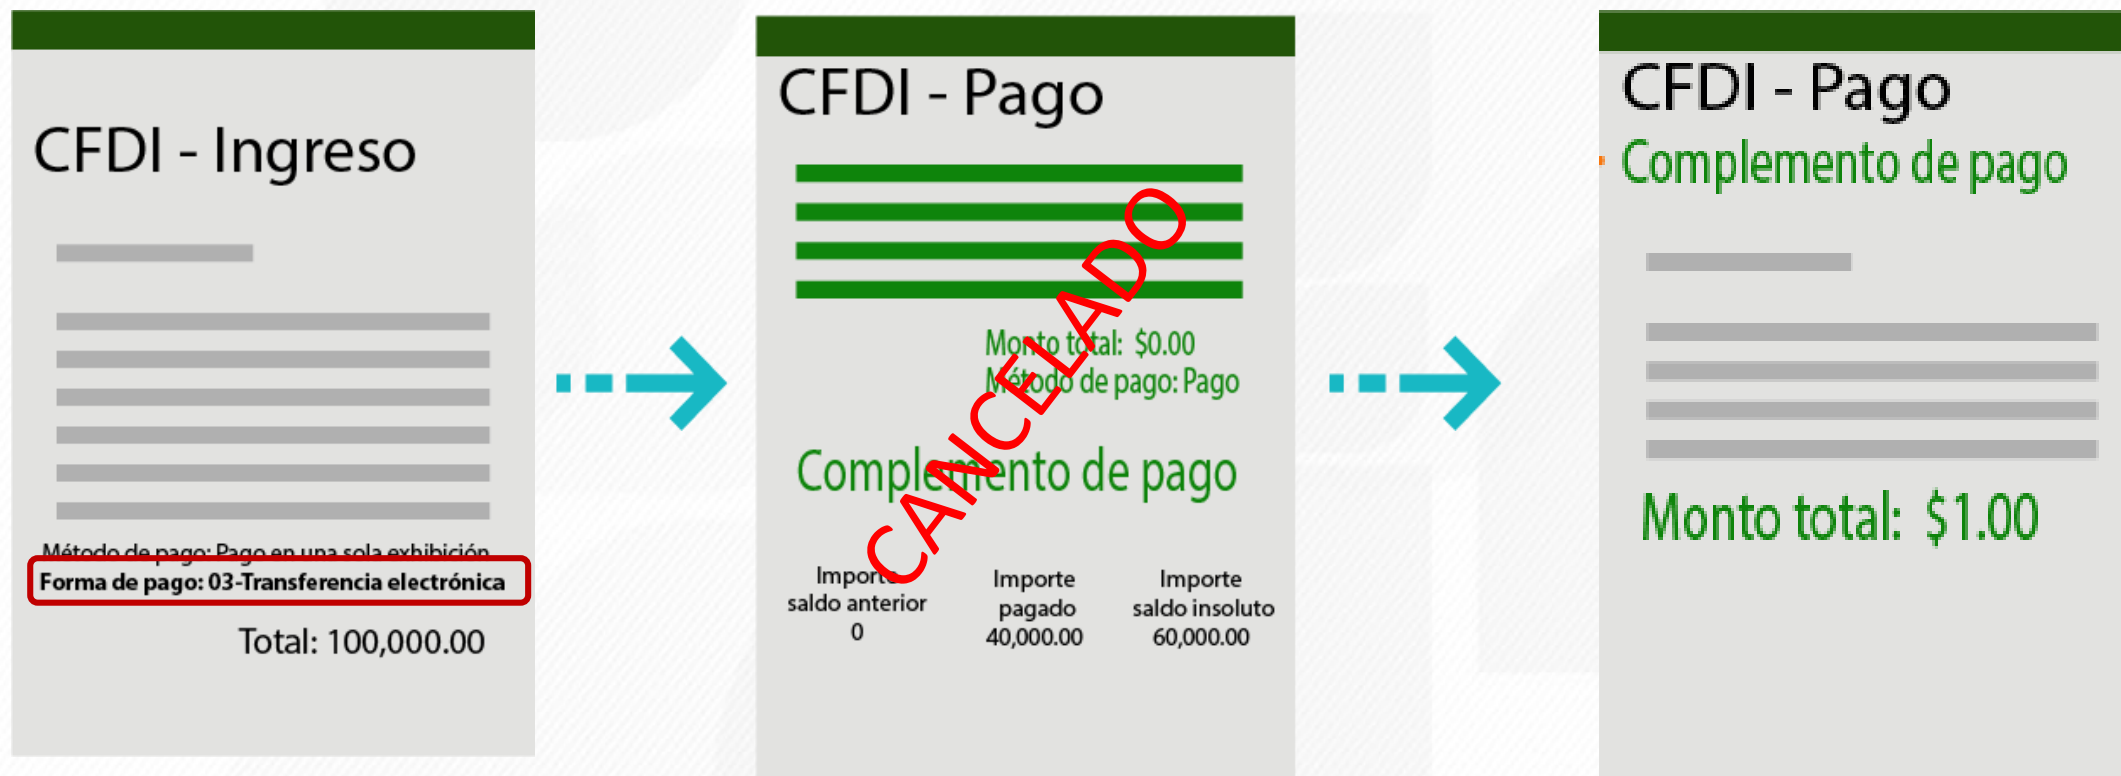 CFDI - Ingreso
Método de pago: Pago en una sola exhibición
Forma de pago: 03-Transferencia electrónica
Total: 100,000.00
CFDI - Pago
Monto total: $0.00
Método de pago: Pago
Complemento de pago
CANCELADO
Importe
saldo anterior
0
Importe
pagado
40,000.00
Importe
saldo insoluto
60,000.00
CFDI - Pago
Complemento de pago
Monto total: $1.00